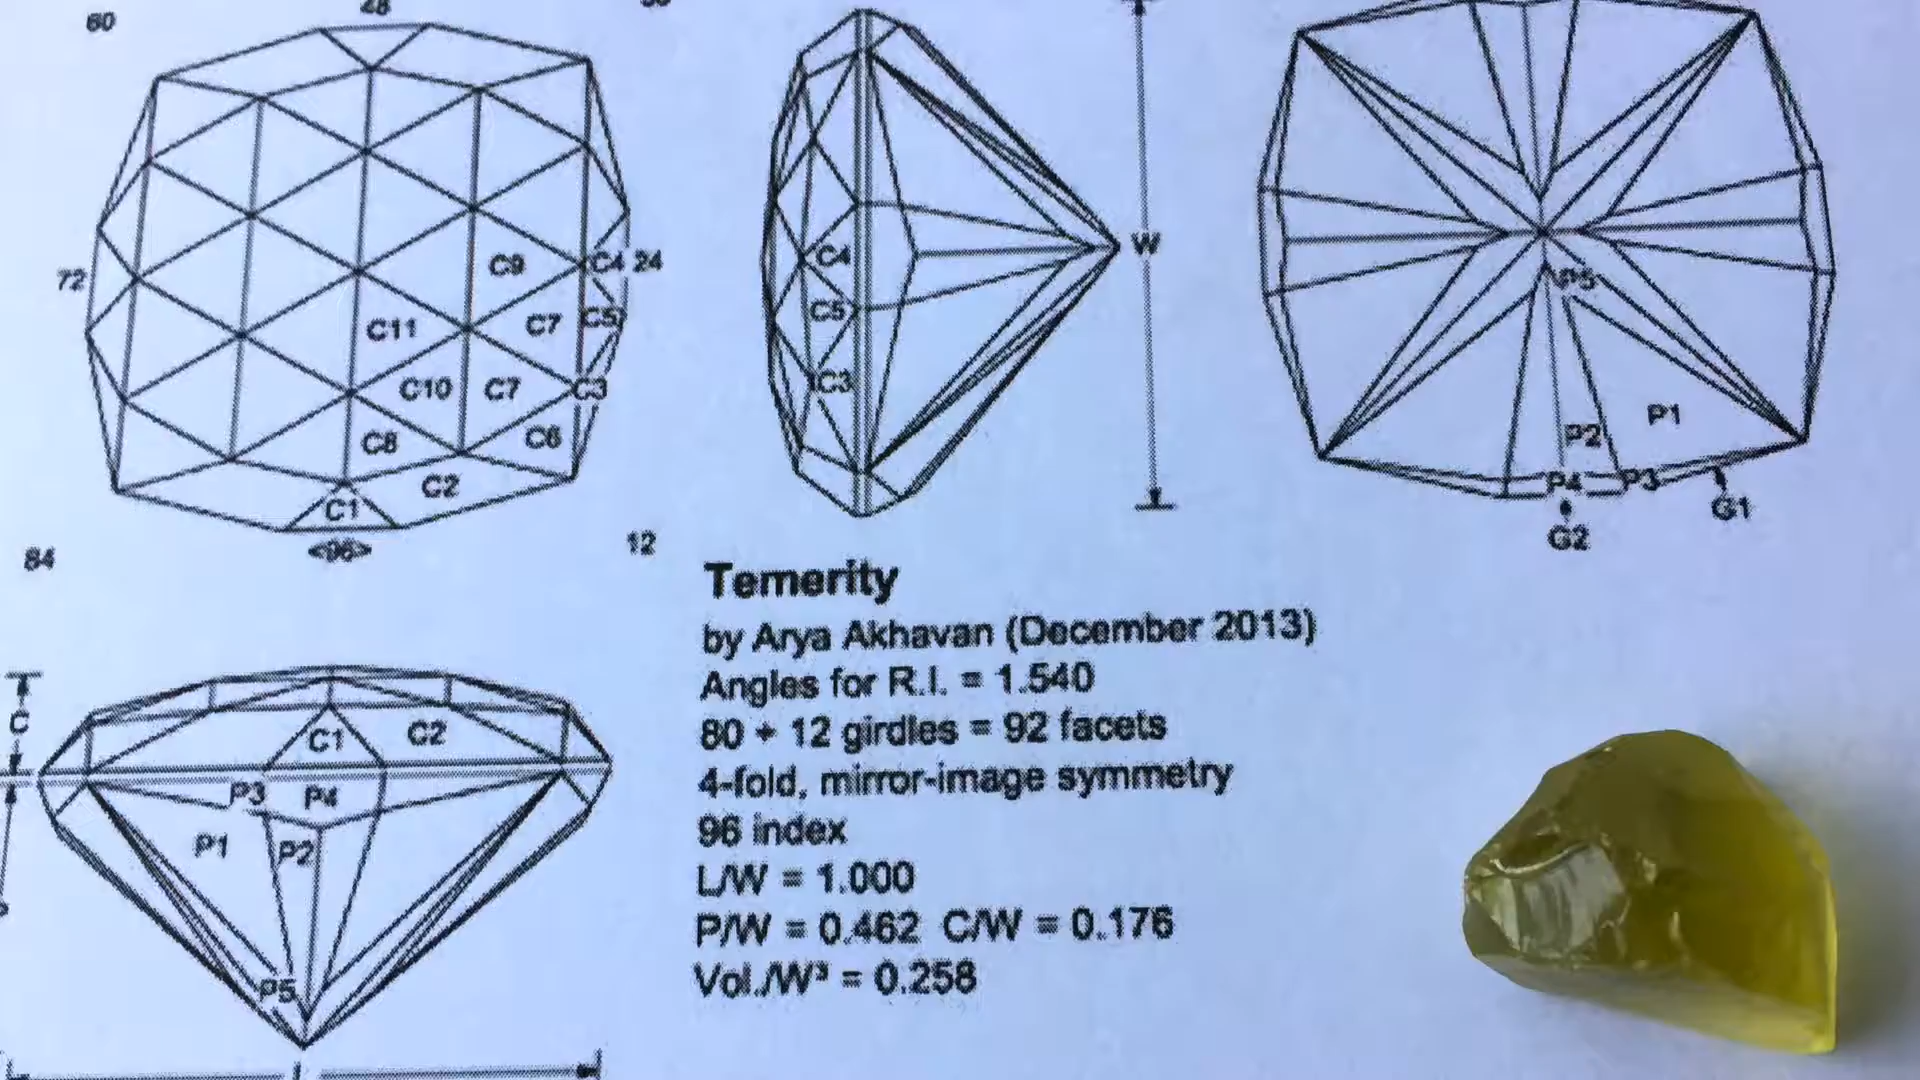 60
48
72
C9
C4 24
C11
C7
C5
C10
C7
C3
C8
C6
C2
C1
<96>
84
12
C4
C5
C3
W
P5
P1
P2
P4
P3
G1
G2
C
C1
C2
P3
P4
P1
P2
P5
Temerity
by Arya Akhavan (December 2013)
Angles for R.I. = 1.540
80 + 12 girdles = 92 facets
4-fold, mirror-image symmetry
96 index
L/W = 1.000
P/W = 0.462 C/W = 0.176
Vol./W³ = 0.258